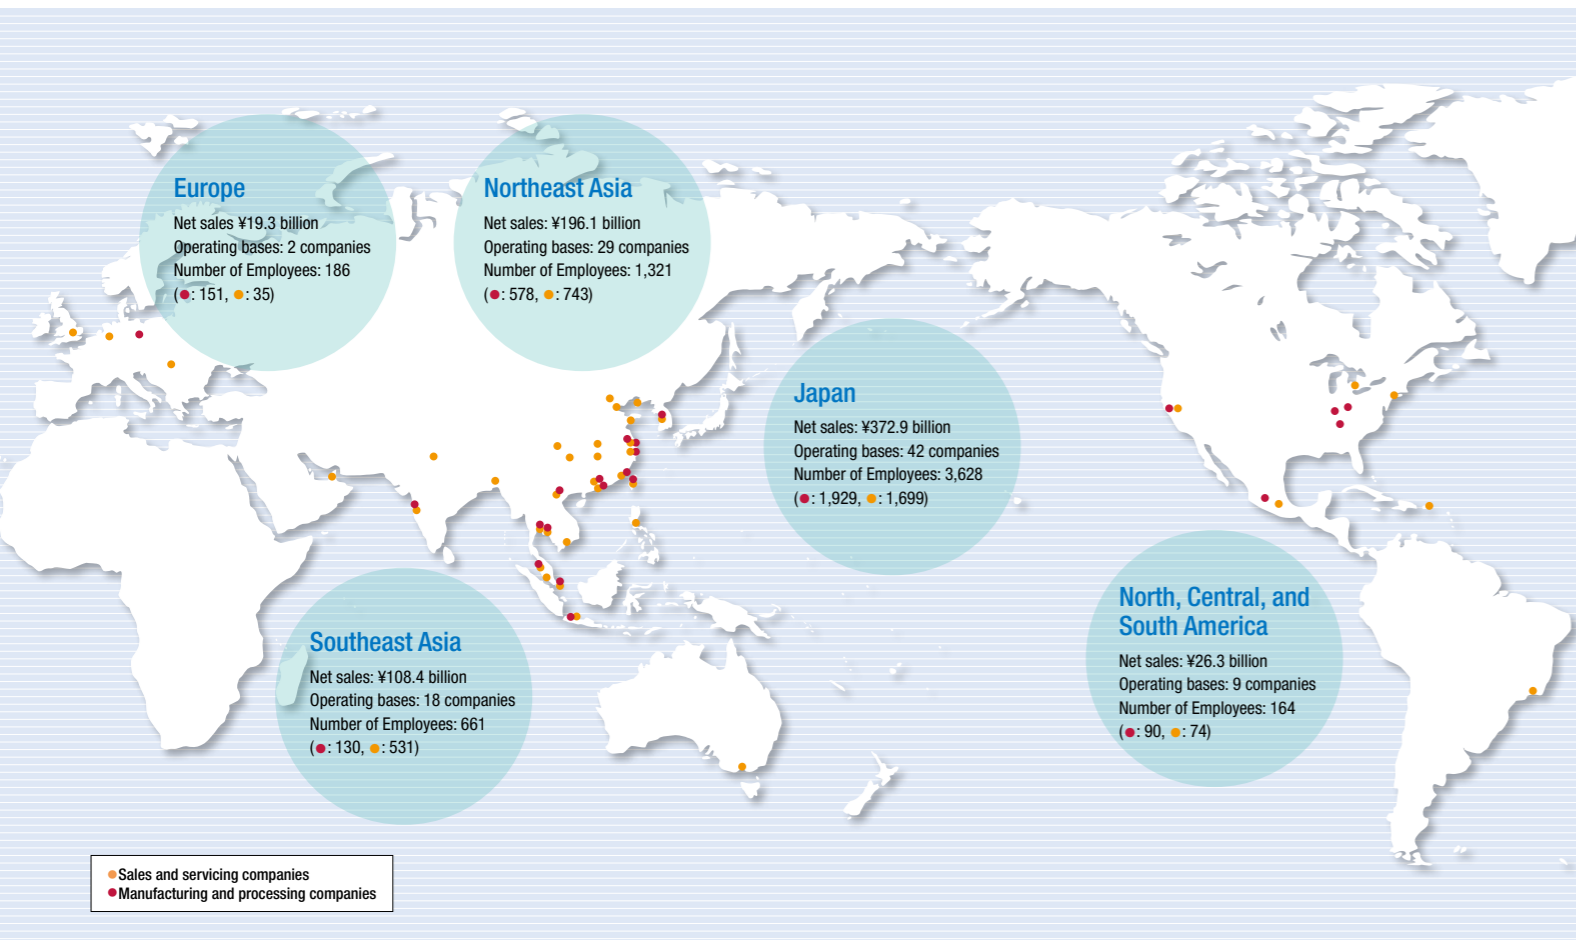 Europe
Net sales ¥19.3 billion
Operating bases: 2 companies
Number of Employees: 186
(●: 151, ●: 35)
Northeast Asia
Net sales: ¥196.1 billion
Operating bases: 29 companies
Number of Employees: 1,321
(●: 578, ●: 743)
Japan
Net sales: ¥372.9 billion
Operating bases: 42 companies
Number of Employees: 3,628
(●: 1,929, ●: 1,699)
Southeast Asia
Net sales: ¥108.4 billion
Operating bases: 18 companies
Number of Employees: 661
(●: 130, ●: 531)
North, Central, and
South America
Net sales: ¥26.3 billion
Operating bases: 9 companies
Number of Employees: 164
(●: 90, ●: 74)
●Sales and servicing companies
●Manufacturing and processing companies